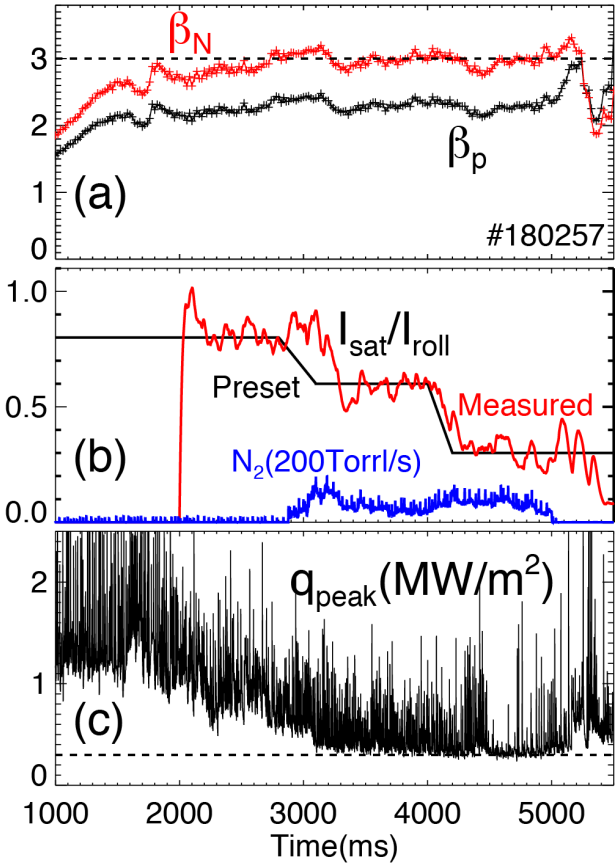 3
2
1
0
β_N
β_p
(a)
#180257
1.0
0.5
0.0
I_sat/I_roll
Preset
Measured
N_2(200Torrl/s)
(b)
2
1
0
q_peak(MW/m^2)
(c)
1000 2000 3000 4000 5000
Time(ms)